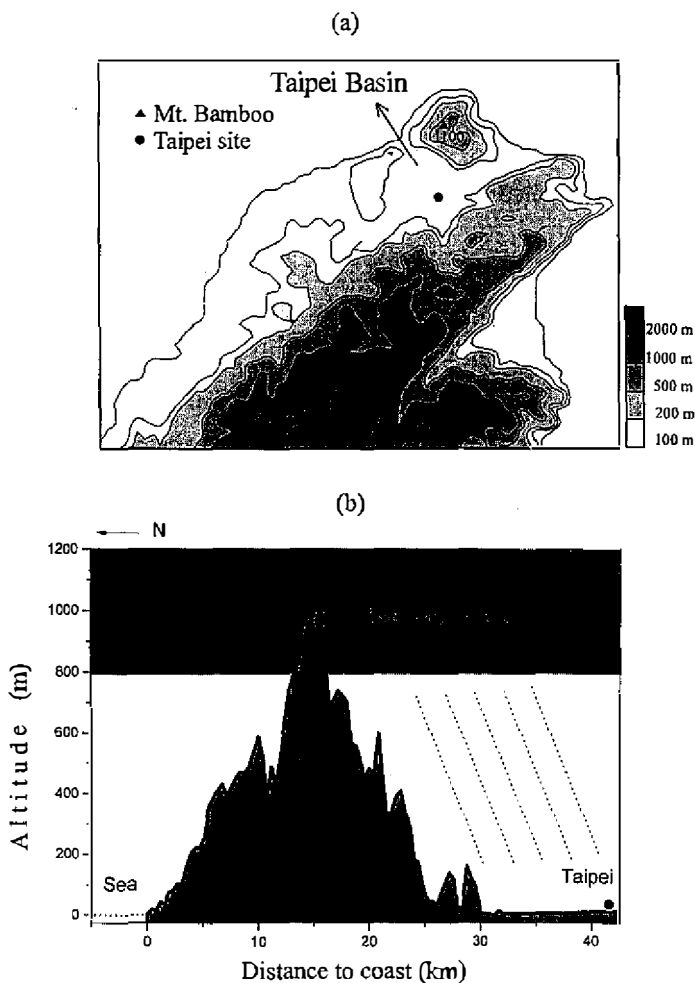 (a)
Taipei Basin
▲ Mt. Bamboo
● Taipei site
1100
2000 m
1000 m
500 m
200 m
100 m
(b)
N
1200
1000
800
600
400
200
0
Altitude (m)
Sea
Taipei
0
10
20
30
40
Distance to coast (km)